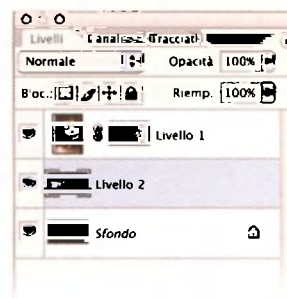 Livelli Canali Tracciati
Normale Opacità 100%
Bloc.: Riemp. 100%
Livello 1
Livello 2
Sfondo